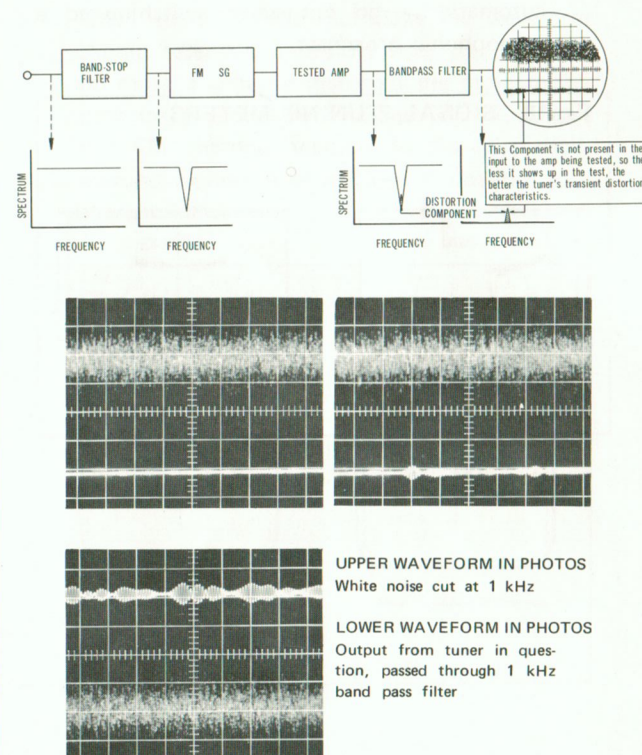 BAND-STOP
FILTER
FM SG
TESTED AMP
BANDPASS FILTER
This Component is not present in the
input to the amp being tested, so the
less it shows up in the test, the
better the tuner's transient distortion
characteristics.
SPECTRUM
FREQUENCY
FREQUENCY
SPECTRUM
DISTORTION
COMPONENT
FREQUENCY
FREQUENCY
UPPER WAVEFORM IN PHOTOS
White noise cut at 1 kHz
LOWER WAVEFORM IN PHOTOS
Output from tuner in ques-
tion, passed through 1 kHz
band pass filter